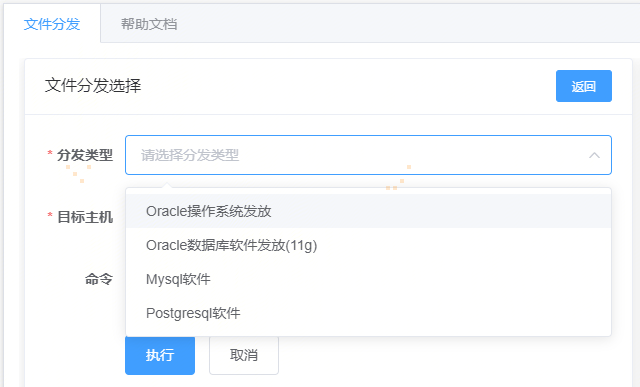 文件分发 帮助文档
文件分发选择 返回
* 分发类型 请选择分发类型
* 目标主机
Oracle操作系统发放
Oracle数据库软件发放(11g)
命令
Mysql软件
Postgresql软件
执行 取消